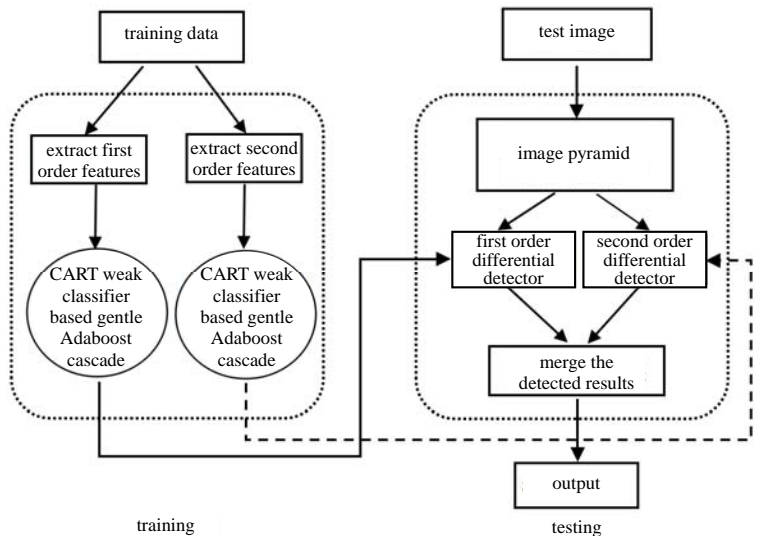 training data
extract first
order features
extract second
order features
CART weak
classifier
based gentle
Adaboost
cascade
CART weak
classifier
based gentle
Adaboost
cascade
training
test image
image pyramid
first order
differential
detector
second order
differential
detector
merge the
detected results
output
testing